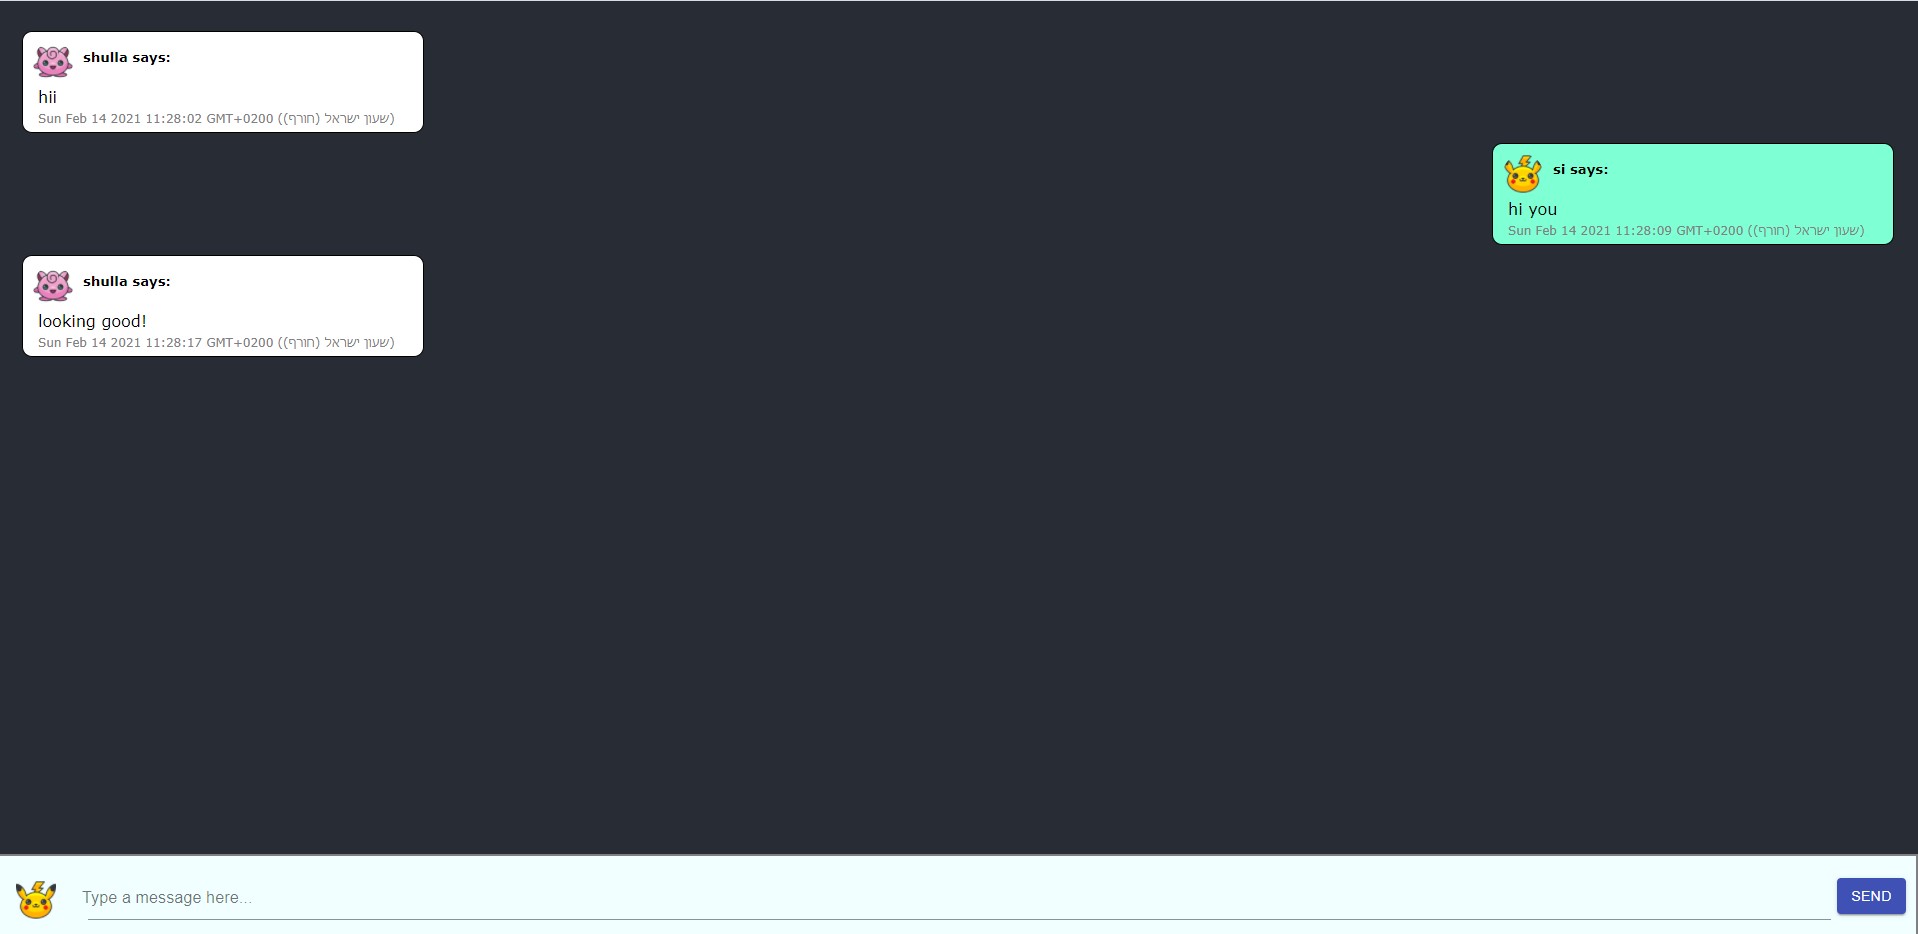 shulla says:
hii
Sun Feb 14 2021 11:28:02 GMT+0200 (שעון ישראל (חורף))
si says:
hi you
Sun Feb 14 2021 11:28:09 GMT+0200 (שעון ישראל (חורף))
shulla says:
looking good!
Sun Feb 14 2021 11:28:17 GMT+0200 (שעון ישראל (חורף))
Type a message here...
SEND